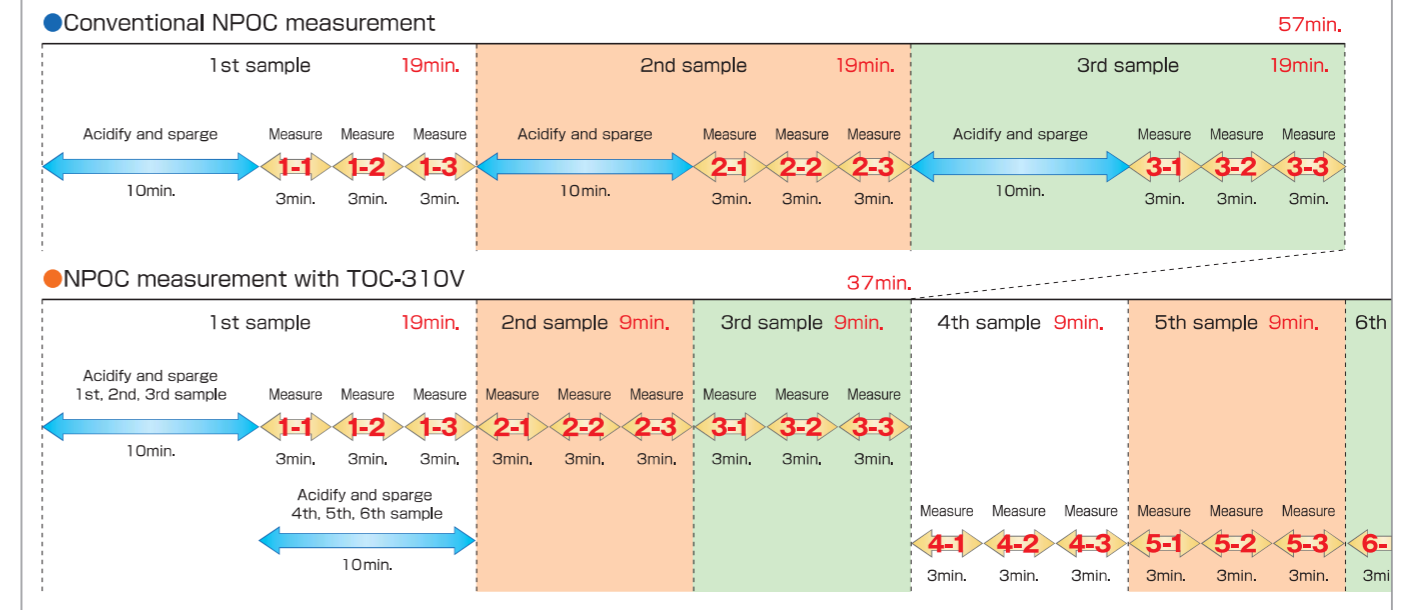 Conventional NPOC measurement
57min.
1st sample 19min. 2nd sample 19min. 3rd sample 19min.
Acidify and sparge Measure Measure Measure Acidify and sparge Measure Measure Measure Acidify and sparge Measure Measure Measure
1-1 1-2 1-3 2-1 2-2 2-3 3-1 3-2 3-3
10min. 3min. 3min. 3min. 10min. 3min. 3min. 3min. 10min. 3min. 3min. 3min.
NPOC measurement with TOC-310V
37min.
1st sample 19min. 2nd sample 9min. 3rd sample 9min. 4th sample 9min. 5th sample 9min. 6th
Acidify and sparge
1st, 2nd, 3rd sample Measure Measure Measure Measure Measure Measure Measure Measure Measure
1-1 1-2 1-3 2-1 2-2 2-3 3-1 3-2 3-3
10min. 3min. 3min. 3min. 3min. 3min. 3min. 3min. 3min. 3min.
Acidify and sparge
4th, 5th, 6th sample
10min.
Measure Measure Measure Measure Measure Measure
4-1 4-2 4-3 5-1 5-2 5-3 6-
3min. 3min. 3min. 3min. 3min. 3min. 3mi